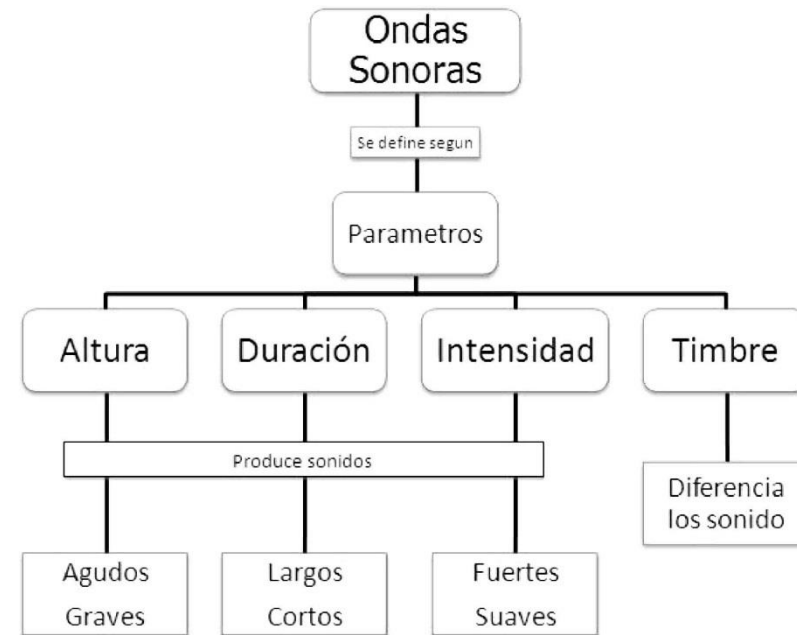 Ondas
Sonoras
Se define segun
Parametros
Altura
Duración
Intensidad
Timbre
Produce sonidos
Diferencia
los sonido
Agudos
Graves
Largos
Cortos
Fuertes
Suaves